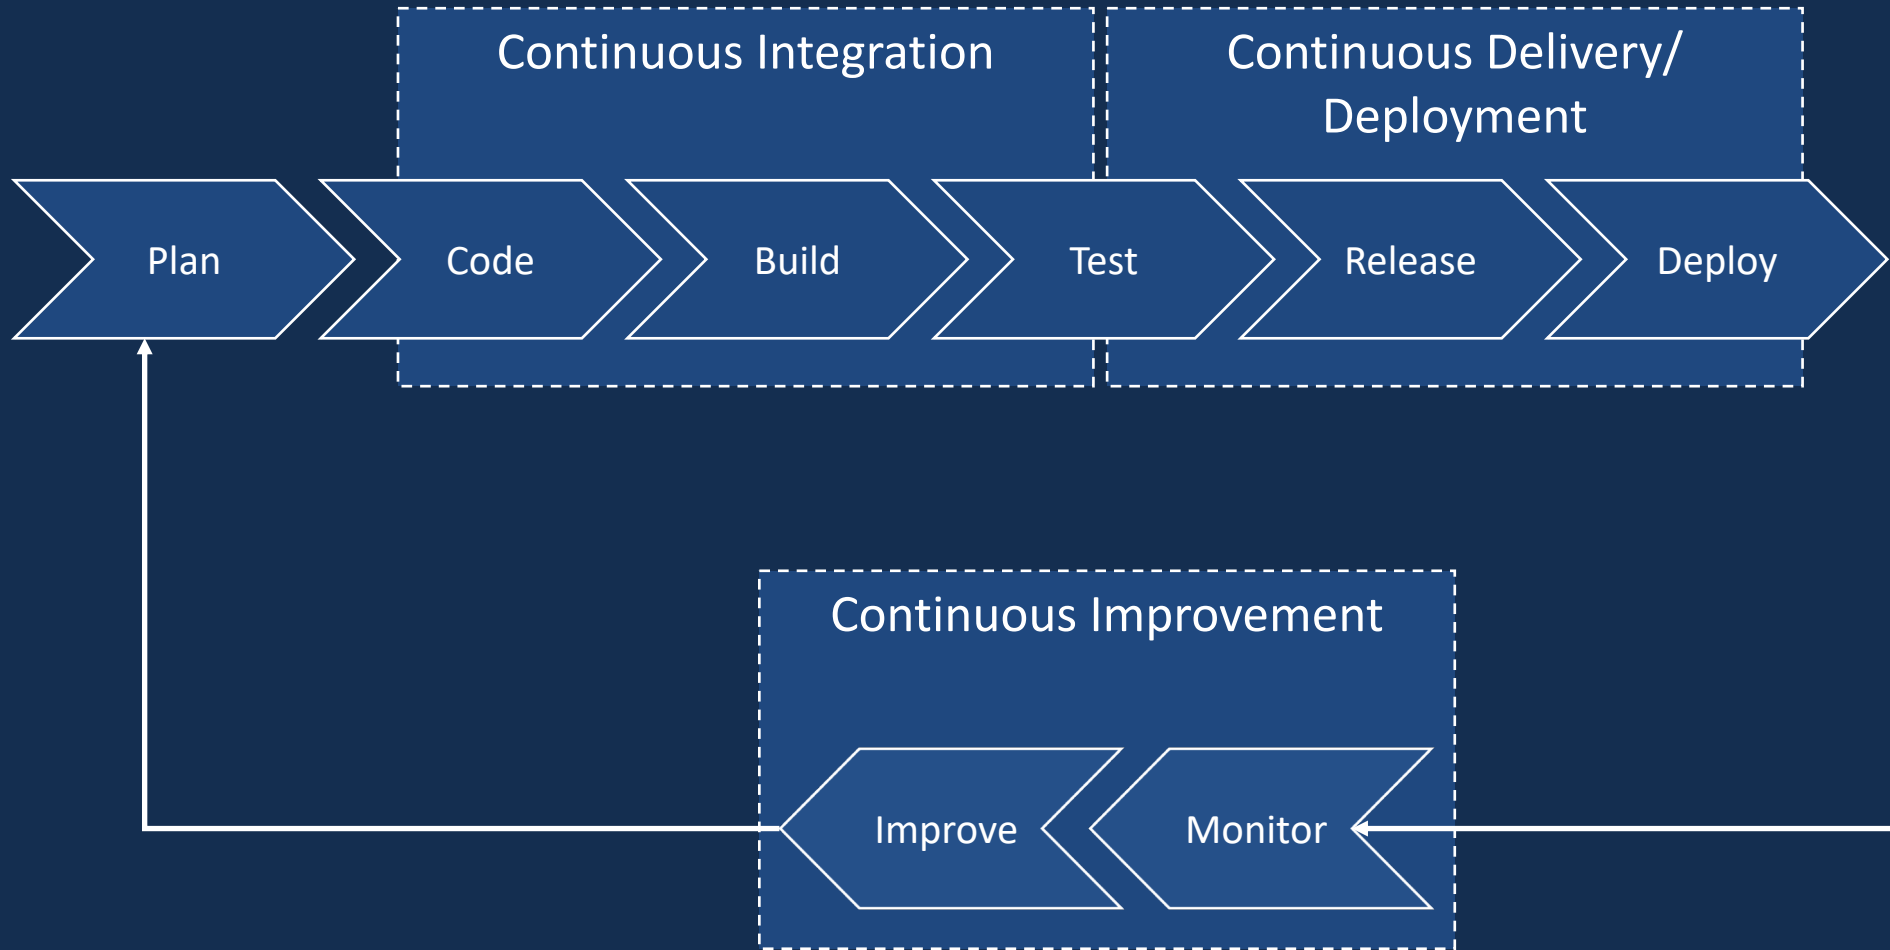 Continuous Integration
Continuous Delivery/
Deployment
Plan
Code
Build
Test
Release
Deploy
Continuous Improvement
Improve
Monitor